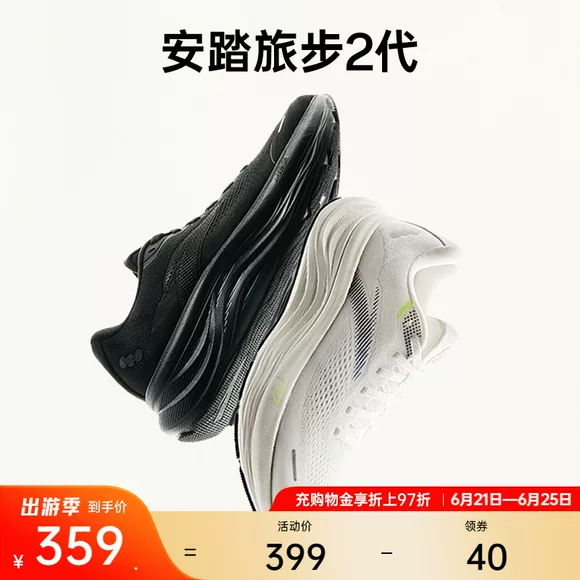 安踏旅步2代
出游季 到手价
¥359
充购物金享折上97折 6月21日—6月25日
活动价
399
领券
40
=
-